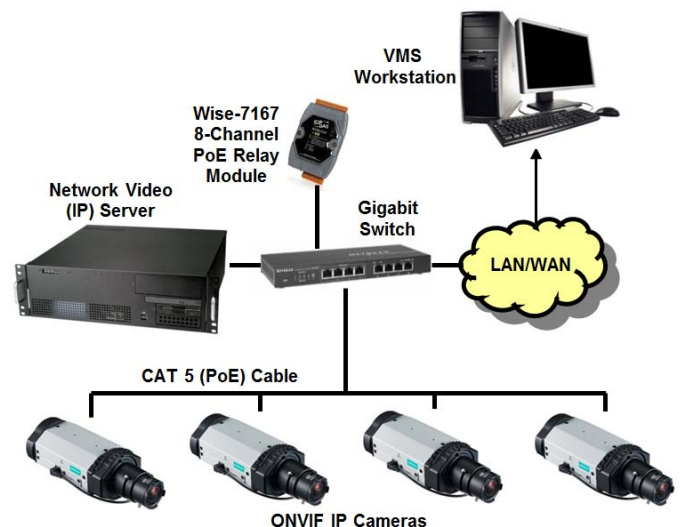 VMS
Workstation
Wise-7167
8-Channel
PoE Relay
Module
Network Video
(IP) Server
Gigabit
Switch
LAN/WAN
CAT 5 (PoE) Cable
ONVIF IP Cameras